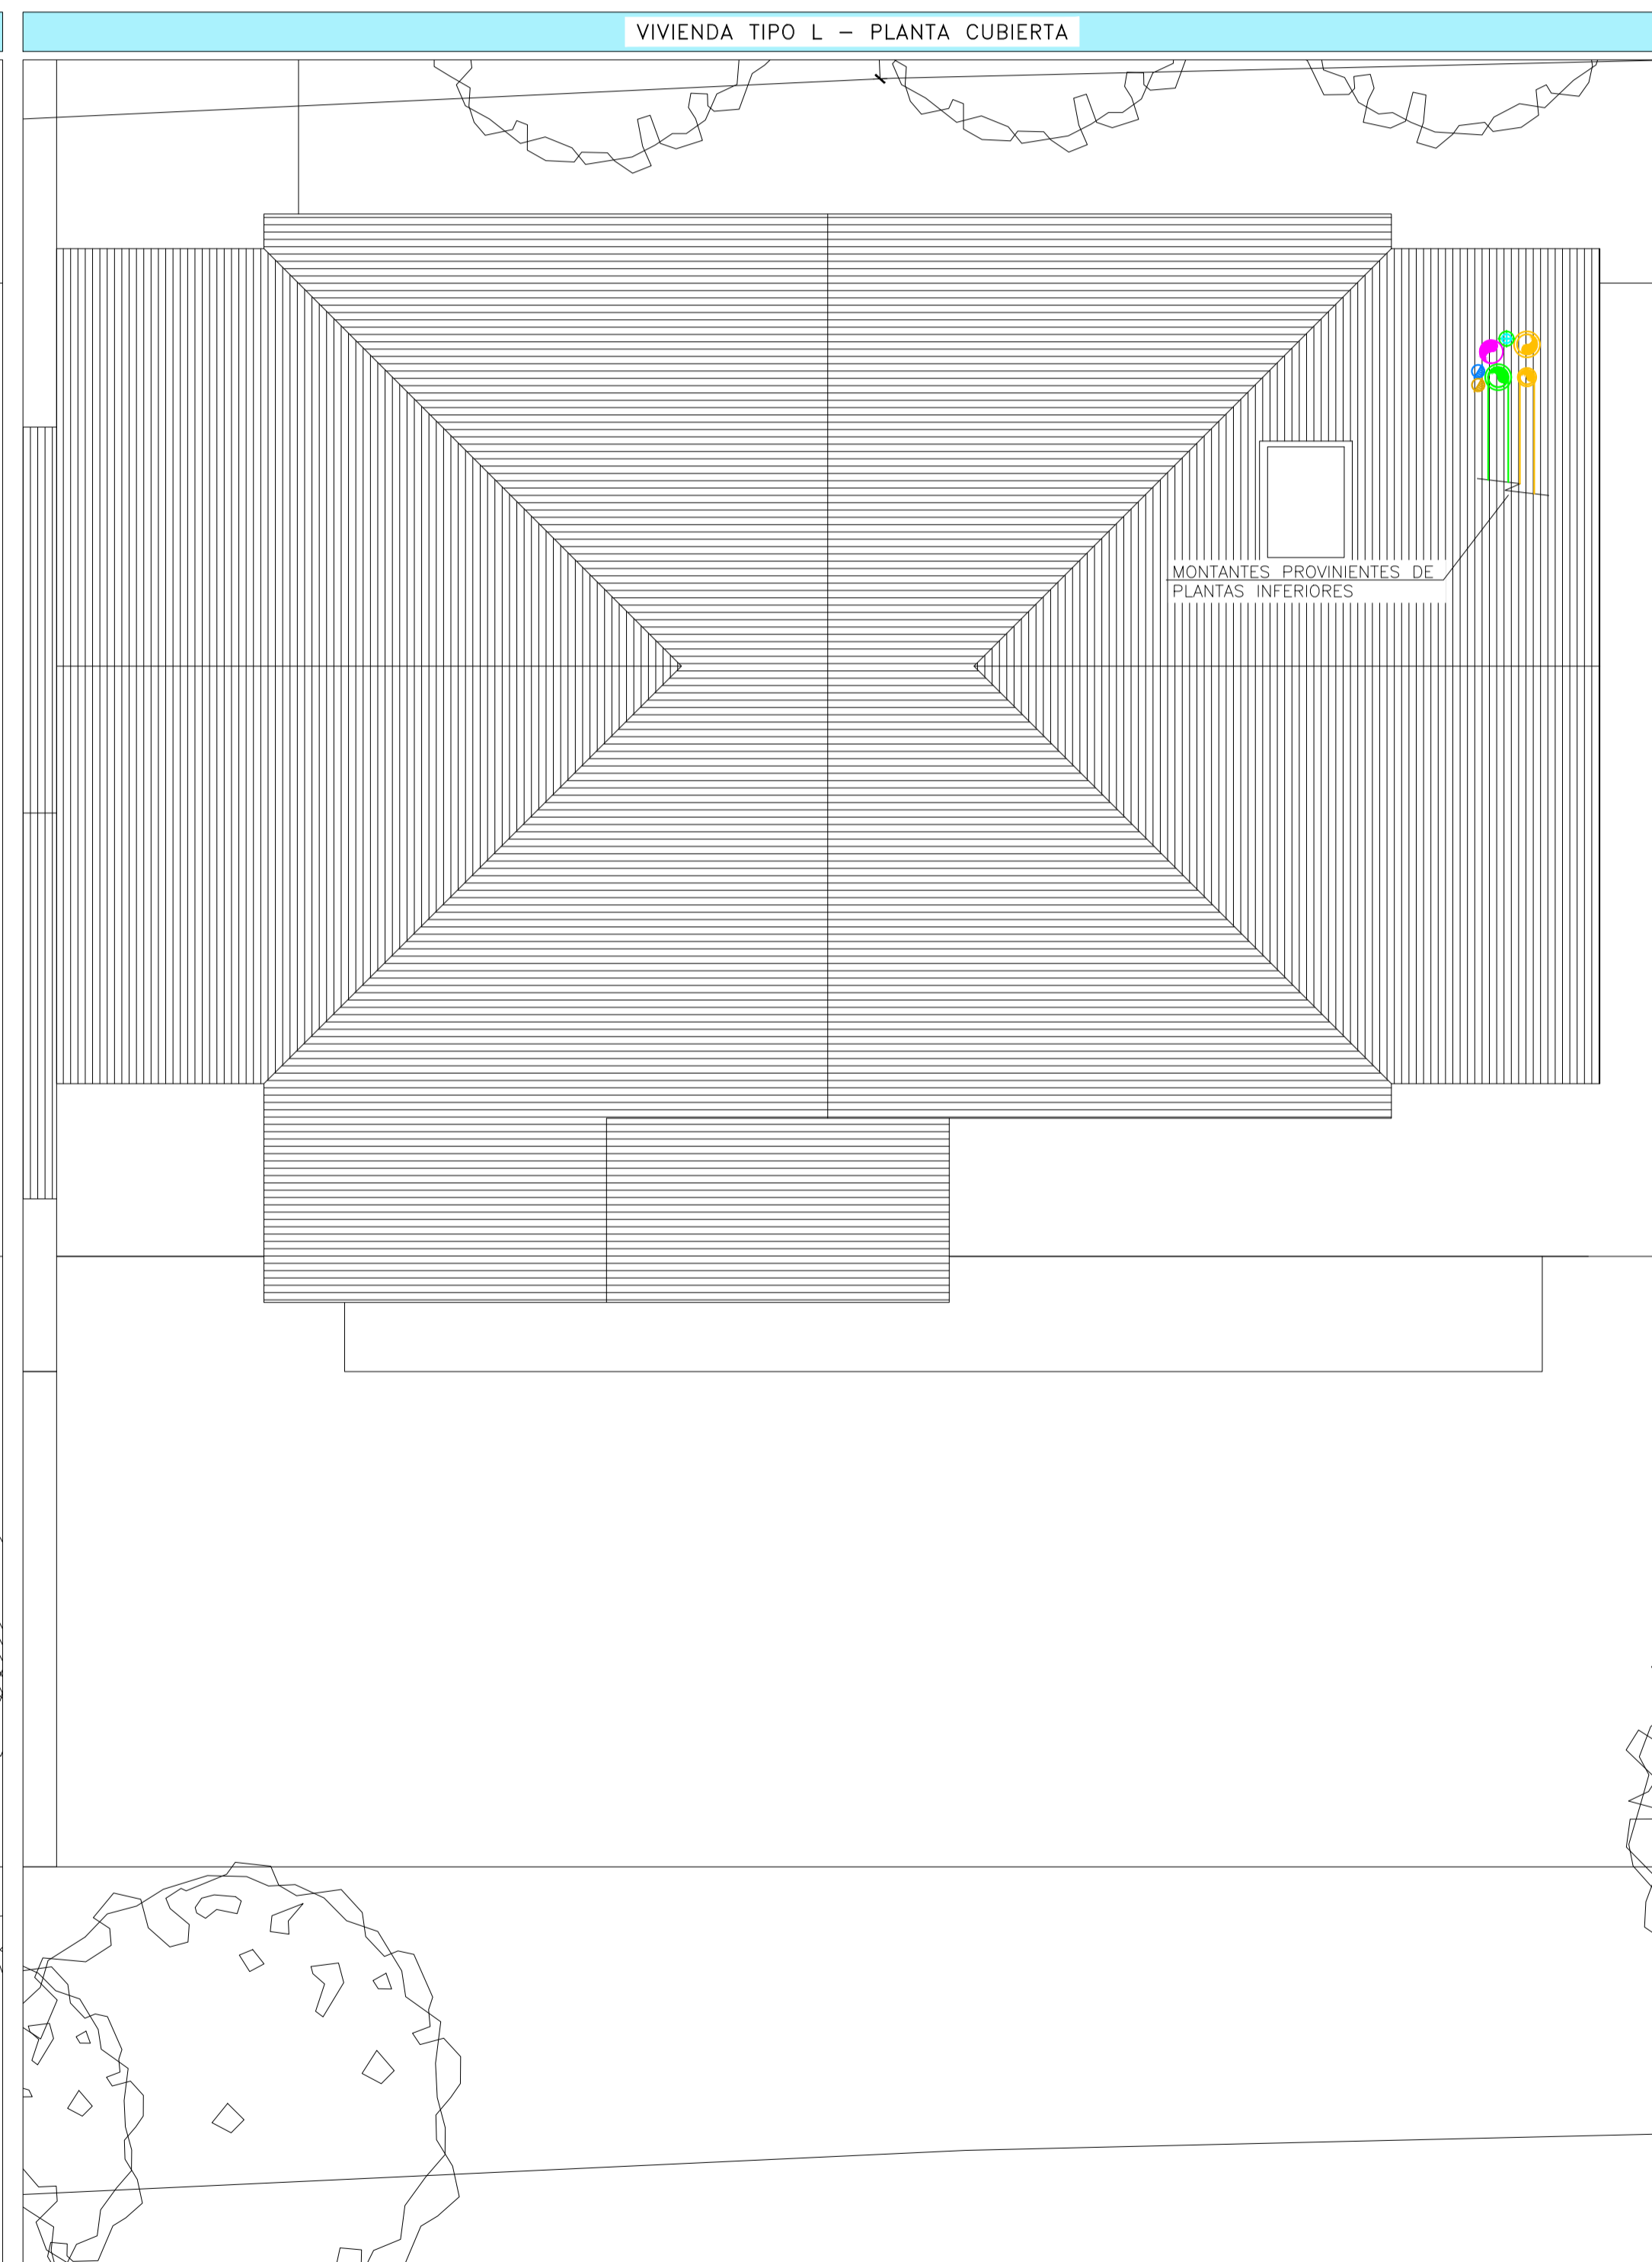 VIVIENDA TIPO L – PLANTA CUBIERTA
MONTANTES PROVINIENTES DE
PLANTAS INFERIORES